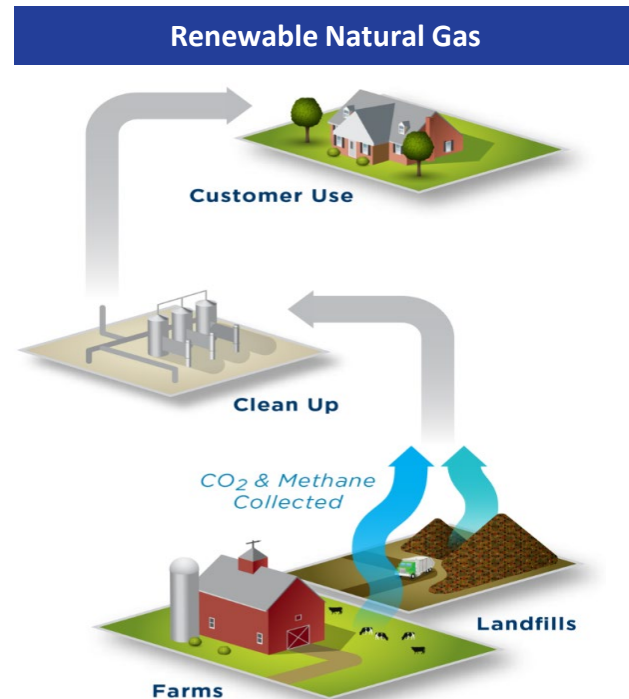 Renewable Natural Gas
Customer Use
Clean Up
CO₂ & Methane
Collected
Landfills
Farms